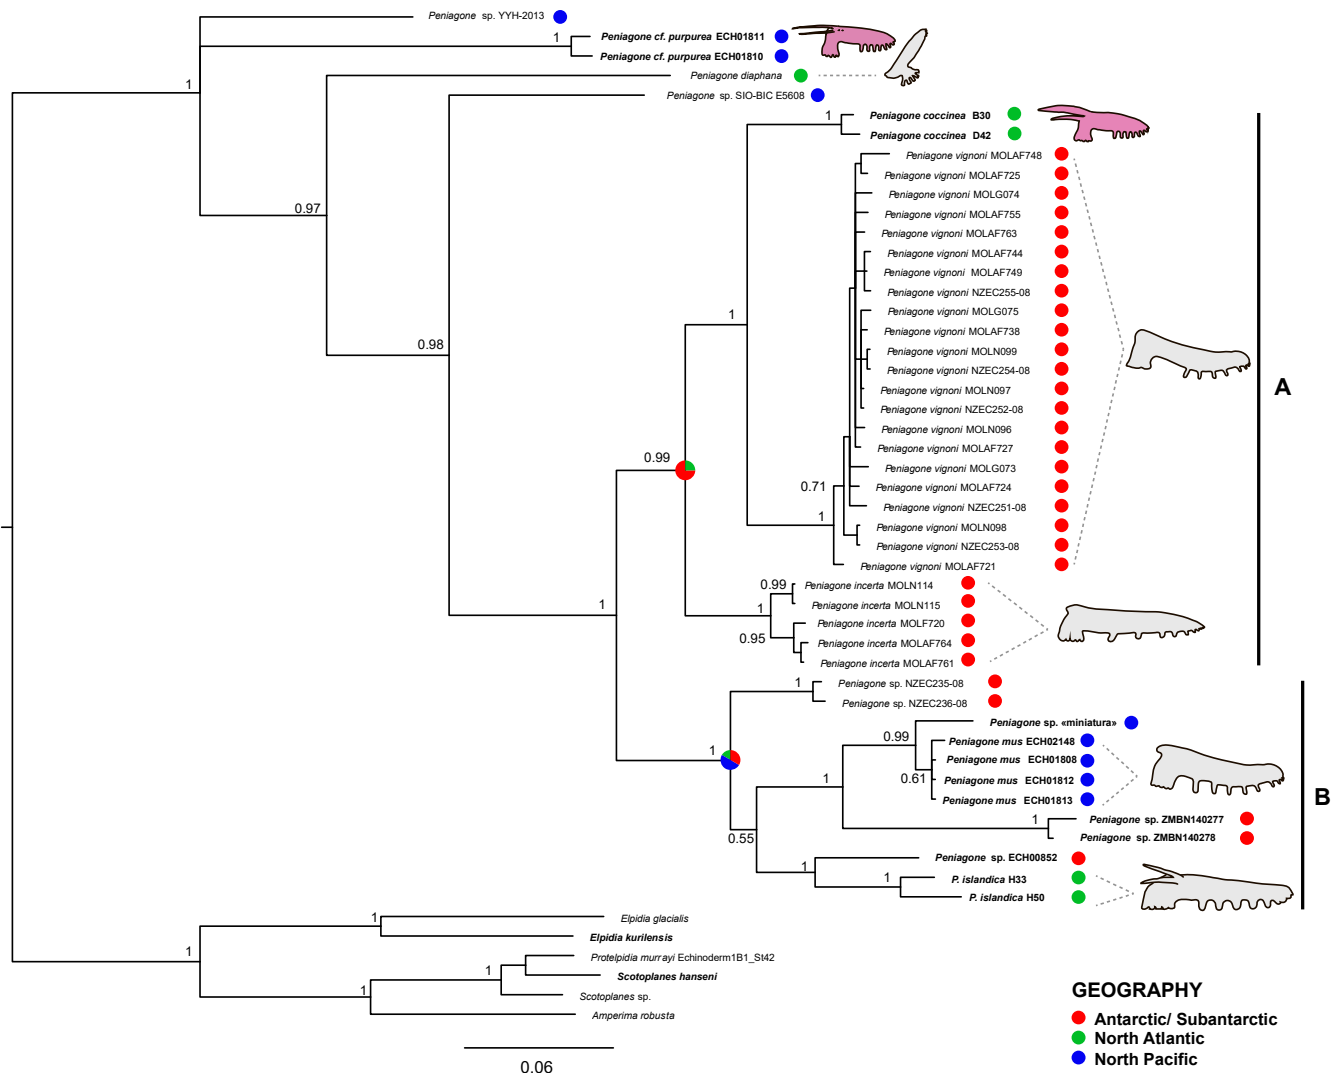 Peniagone sp. YYH-2013
1
Peniagone cf. purpurea ECH01811
Peniagone cf. purpurea ECH01810
Peniagone diaphana
1
Peniagone sp. SIO-BIC E5608
1
Peniagone coccinea B30
Peniagone coccinea D42
Peniagone vignoni MOLAF748
Peniagone vignoni MOLAF725
Peniagone vignoni MOLG074
0.97
Peniagone vignoni MOLAF755
Peniagone vignoni MOLAF763
Peniagone vignoni MOLAF744
Peniagone vignoni MOLAF749
Peniagone vignoni NZEC255-08
Peniagone vignoni MOLG075
1
Peniagone vignoni MOLAF738
0.98
Peniagone vignoni MOLN099
Peniagone vignoni NZEC254-08
A
Peniagone vignoni MOLN097
Peniagone vignoni NZEC252-08
Peniagone vignoni MOLN096
Peniagone vignoni MOLAF727
0.99
Peniagone vignoni MOLG073
0.71
Peniagone vignoni MOLAF724
Peniagone vignoni NZEC251-08
1
Peniagone vignoni MOLN098
Peniagone vignoni NZEC253-08
Peniagone vignoni MOLAF721
0.99
Peniagone incerta MOLN114
1
1
Peniagone incerta MOLN115
Peniagone incerta MOLF720
0.95
Peniagone incerta MOLAF764
Peniagone incerta MOLAF761
1
Peniagone sp. NZEC235-08
Peniagone sp. NZEC236-08
Peniagone sp. «miniatura»
0.99
Peniagone mus ECH02148
1
Peniagone mus ECH01808
0.61
1
Peniagone mus ECH01812
Peniagone mus ECH01813
B
1
Peniagone sp. ZMBN140277
0.55
Peniagone sp. ZMBN140278
Peniagone sp. ECH00852
1
1
P. islandica H33
P. islandica H50
1
Elpidia glacialis
Elpidia kurilensis
1
Protelpidia murrayi Echinoderm1B1_St42
1
Scotoplanes hanseni
1
Scotoplanes sp.
Amperima robusta
0.06
GEOGRAPHY
Antarctic/ Subantarctic
North Atlantic
North Pacific